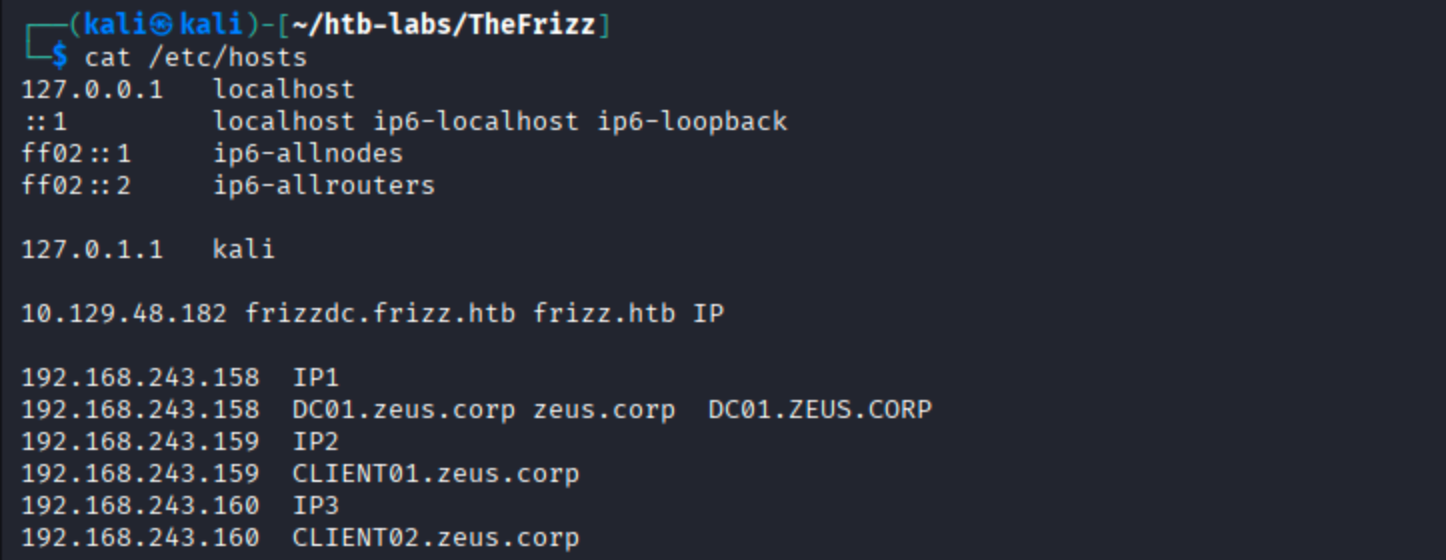 ┌──(kali㉿kali)-[~/htb-labs/TheFrizz]
└─$ cat /etc/hosts
127.0.0.1   localhost
::1         localhost ip6-localhost ip6-loopback
ff02::1     ip6-allnodes
ff02::2     ip6-allrouters
127.0.1.1   kali
10.129.48.182 frizzdc.frizz.htb frizz.htb IP
192.168.243.158  IP1
192.168.243.158  DC01.zeus.corp zeus.corp  DC01.ZEUS.CORP
192.168.243.159  IP2
192.168.243.159  CLIENT01.zeus.corp
192.168.243.160  IP3
192.168.243.160  CLIENT02.zeus.corp